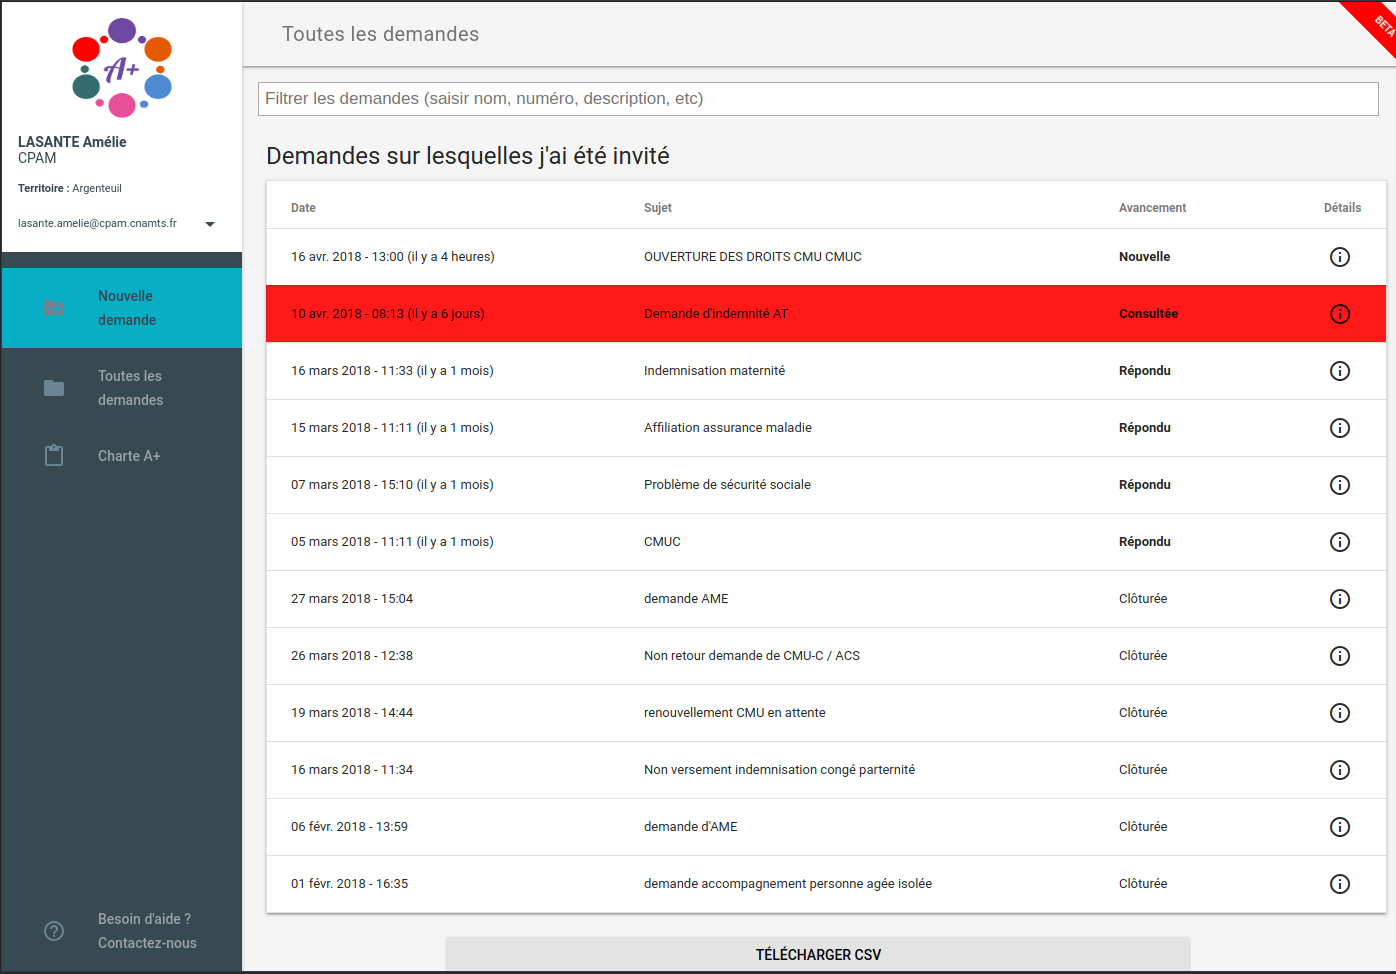 A+
LASANTE Amélie
CPAM
Territoire : Argenteuil
lasante.amelie@cpam.cnamts.fr
Nouvelle
demande
Toutes les
demandes
Charte A+
Besoin d'aide ?
Contactez-nous
Toutes les demandes
BETA
Filtrer les demandes (saisir nom, numéro, description, etc)
Demandes sur lesquelles j'ai été invité
Date Sujet Avancement Détails
16 avr. 2018 - 13:00 (il y a 4 heures) OUVERTURE DES DROITS CMU CMUC Nouvelle
10 avr. 2018 - 08:13 (il y a 6 jours) Demande d'indemnité AT Consultée
16 mars 2018 - 11:33 (il y a 1 mois) Indemnisation maternité Répondu
15 mars 2018 - 11:11 (il y a 1 mois) Affiliation assurance maladie Répondu
07 mars 2018 - 15:10 (il y a 1 mois) Problème de sécurité sociale Répondu
05 mars 2018 - 11:11 (il y a 1 mois) CMUC Répondu
27 mars 2018 - 15:04 demande AME Clôturée
26 mars 2018 - 12:38 Non retour demande de CMU-C / ACS Clôturée
19 mars 2018 - 14:44 renouvellement CMU en attente Clôturée
16 mars 2018 - 11:34 Non versement indemnisation congé parternité Clôturée
06 févr. 2018 - 13:59 demande d'AME Clôturée
01 févr. 2018 - 16:35 demande accompagnement personne agée isolée Clôturée
TÉLÉCHARGER CSV